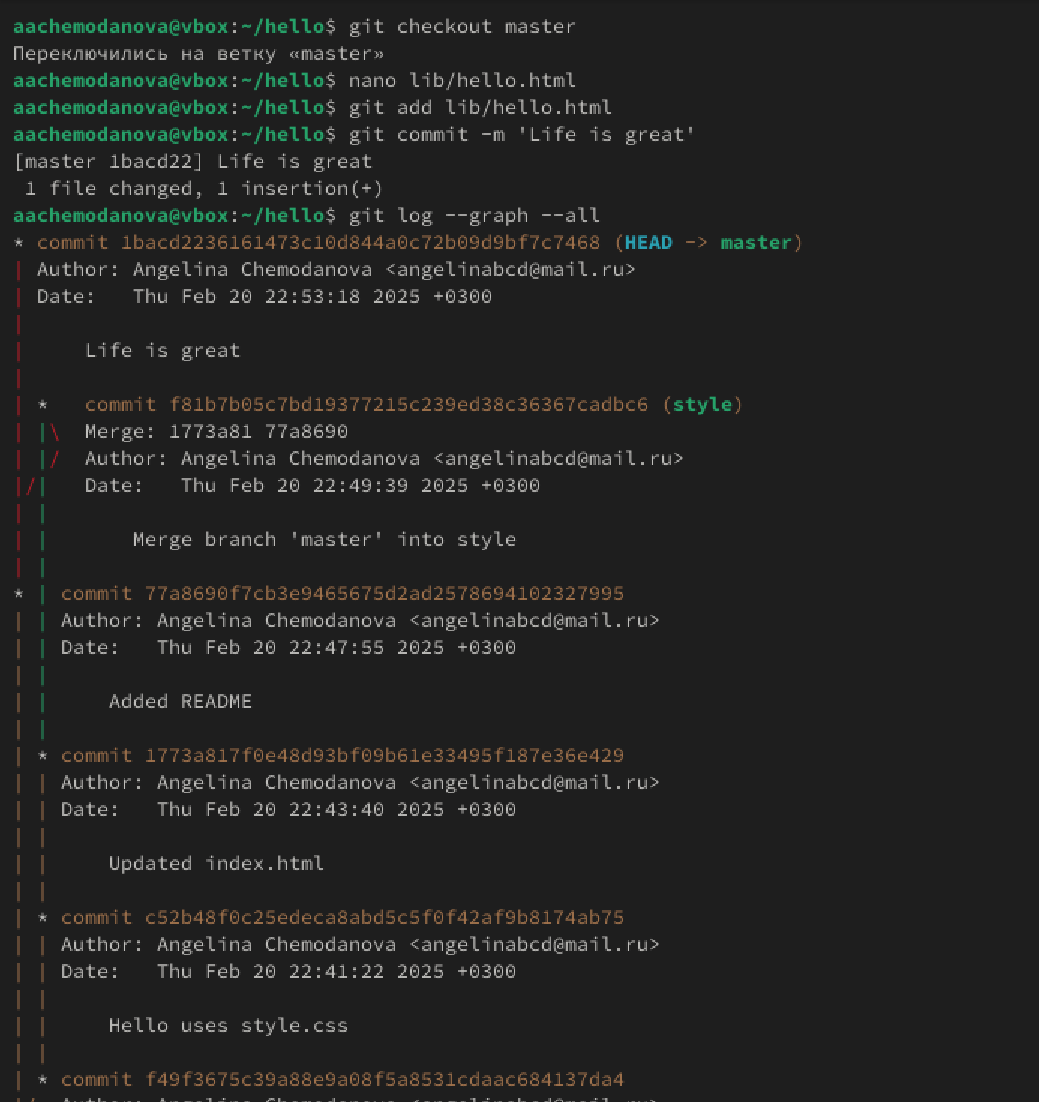 aachemodanova@vbox:~/hello$ git checkout master
Переключились на ветку «master»
aachemodanova@vbox:~/hello$ nano lib/hello.html
aachemodanova@vbox:~/hello$ git add lib/hello.html
aachemodanova@vbox:~/hello$ git commit -m 'Life is great'
[master 1bacd22] Life is great
 1 file changed, 1 insertion(+)
aachemodanova@vbox:~/hello$ git log --graph --all
* commit 1bacd2236161473c10d844a0c72b09d9bf7c7468 (HEAD -> master)
| Author: Angelina Chemodanova <angelinabcd@mail.ru>
| Date:   Thu Feb 20 22:53:18 2025 +0300
|
|     Life is great
|
| *   commit f81b7b05c7bd19377215c239ed38c36367cadbc6 (style)
| |\  Merge: 1773a81 77a8690
| |/  Author: Angelina Chemodanova <angelinabcd@mail.ru>
|/|   Date:   Thu Feb 20 22:49:39 2025 +0300
| |
| |       Merge branch 'master' into style
| |
* | commit 77a8690f7cb3e9465675d2ad2578694102327995
| | Author: Angelina Chemodanova <angelinabcd@mail.ru>
| | Date:   Thu Feb 20 22:47:55 2025 +0300
| |
| |     Added README
| |
| * commit 1773a817f0e48d93bf09b61e33495f187e36e429
| | Author: Angelina Chemodanova <angelinabcd@mail.ru>
| | Date:   Thu Feb 20 22:43:40 2025 +0300
| |
| |     Updated index.html
| |
| * commit c52b48f0c25edeca8abd5c5f0f42af9b8174ab75
| | Author: Angelina Chemodanova <angelinabcd@mail.ru>
| | Date:   Thu Feb 20 22:41:22 2025 +0300
| |
| |     Hello uses style.css
| |
| * commit f49f3675c39a88e9a08f5a8531cdaac684137da4